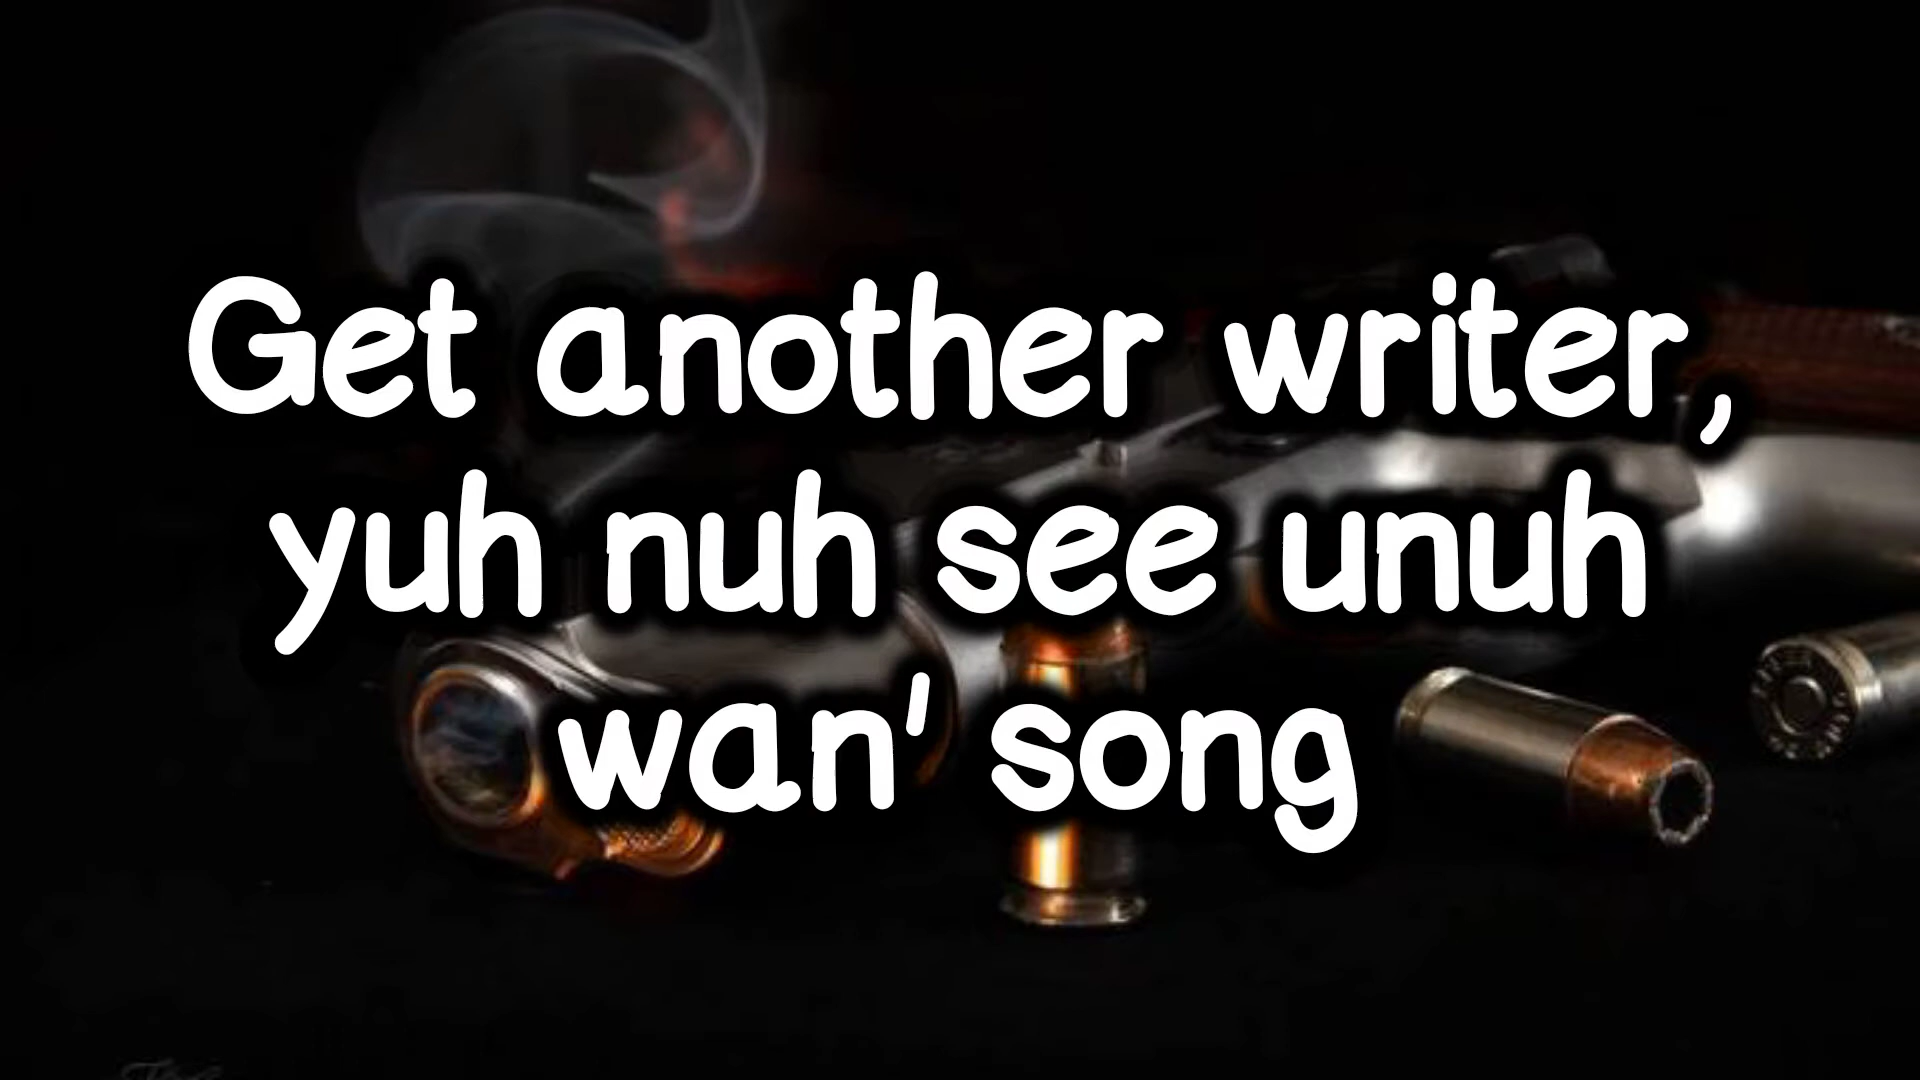 Get another writer,
yuh nuh see unuh
wan' song